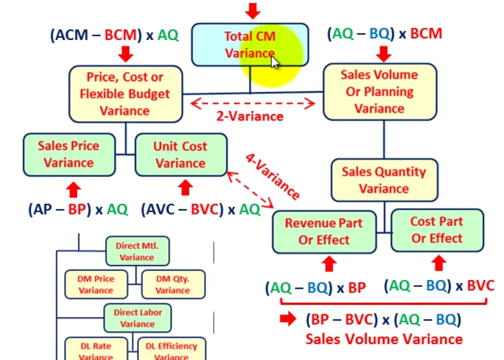 (ACM – BCM) x AQ
Total CM
Variance
(AQ – BQ) x BCM
Price, Cost or
Flexible Budget
Variance
Sales Volume
Or Planning
Variance
2-Variance
Sales Price
Variance
Unit Cost
Variance
4-Variance
Sales Quantity
Variance
(AP – BP) x AQ
(AVC – BVC) x AQ
Revenue Part
Or Effect
Cost Part
Or Effect
Direct Mtl.
Variance
DM Price
Variance
DM Qty.
Variance
(AQ – BQ) x BP
(AQ – BQ) x BVC
Direct Labor
Variance
(BP – BVC) x (AQ – BQ)
Sales Volume Variance
DL Rate
Variance
DL Efficiency
Variance